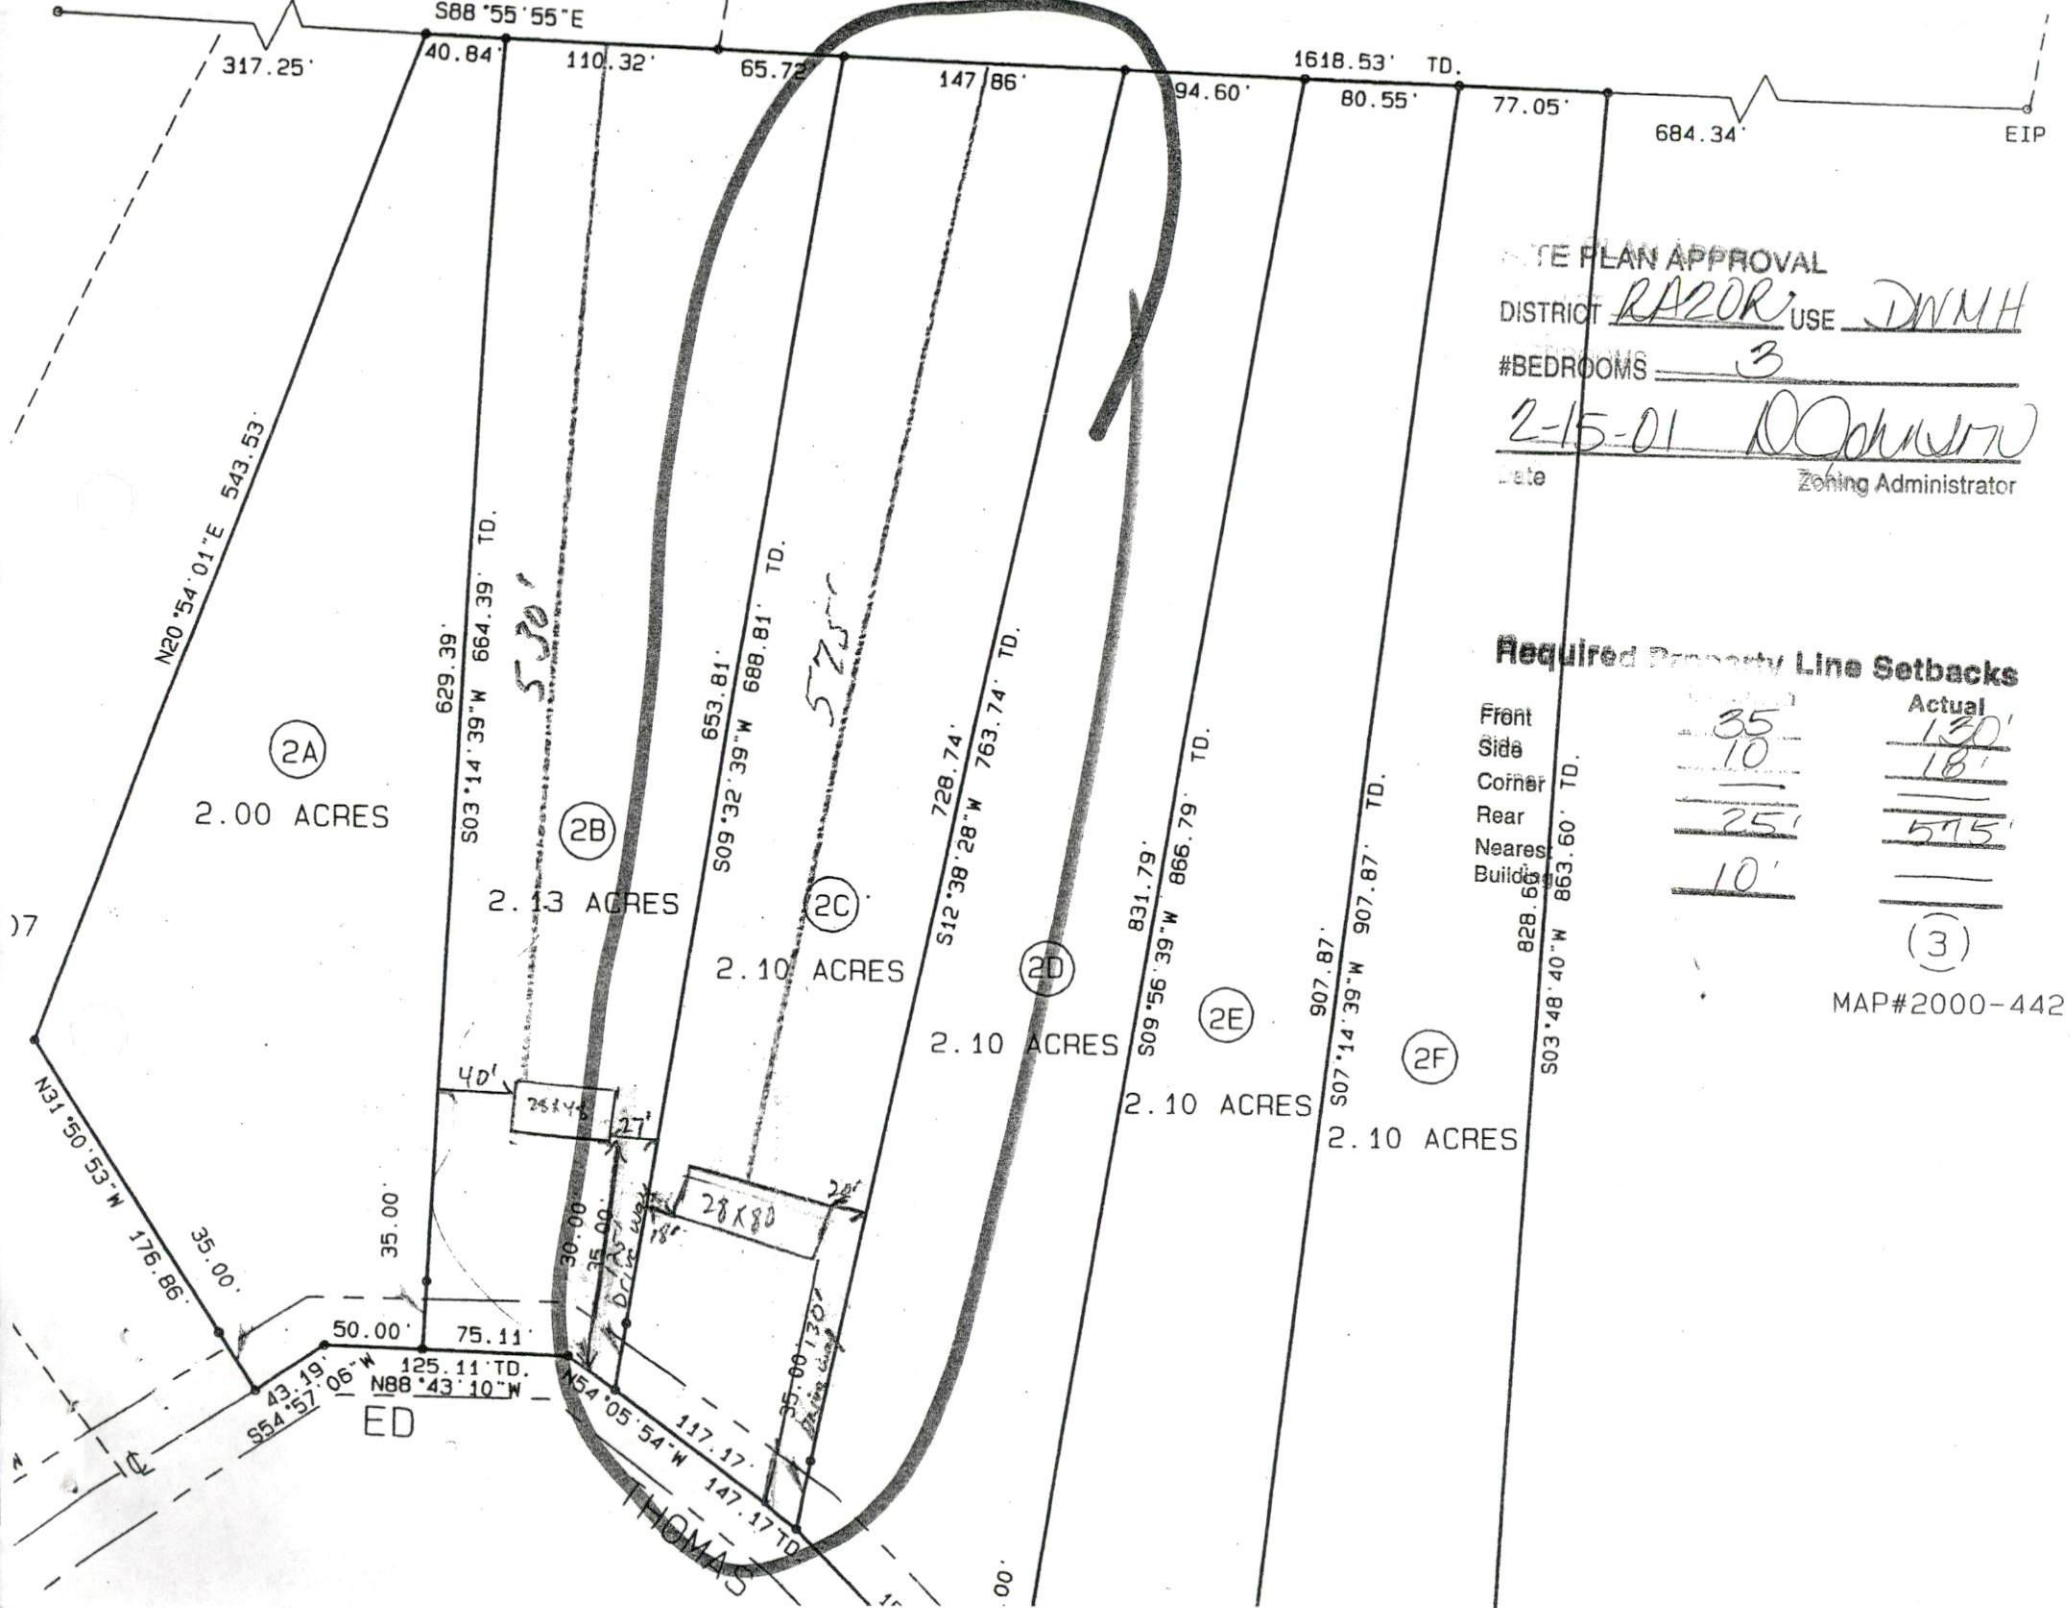 S88°55'55"E
317.25'
40.84'
110.32'
65.72'
147.86'
94.60'
1618.53' TD.
80.55'
77.05'
684.34'
EIP
N20°54'01"E 543.53'
629.39'
S03°14'39"W 664.39' TD.
530'
653.81'
S09°32'39"W 688.81' TD.
575'
728.74'
S12°38'28"W 763.74' TD.
831.79'
S09°56'39"W 866.79' TD.
907.87'
S07°14'39"W 907.87' TD.
S03°48'40"W 863.60' TD.
PLAN APPROVAL
DISTRICT USE DWMH
#BEDROOMS 3
2-15-01 DJohnson
Zoning Administrator
Required Property Line Setbacks
Actual
Front 35 130'
Side 10 18'
Corner — —
Rear 25' 575'
Nearest
Building 10' —
(3)
MAP#2000-442
2A
2.00 ACRES
2B
2.13 ACRES
2C
2.10 ACRES
2D
2.10 ACRES
2E
2.10 ACRES
2F
2.10 ACRES
)7
N31°50'53"W 176.86'
35.00'
35.00'
40'
28x48
27'
30.00'
35.00'
125'
Drive way
18'
28X80
20'
35.00'
130'
50.00'
75.11'
125.11'TD.
N88°43'10"W
43.19'
S54°57'06"W
ED
N54°05'54"W 147.17'TD.
117.17'
THOMAS
00'